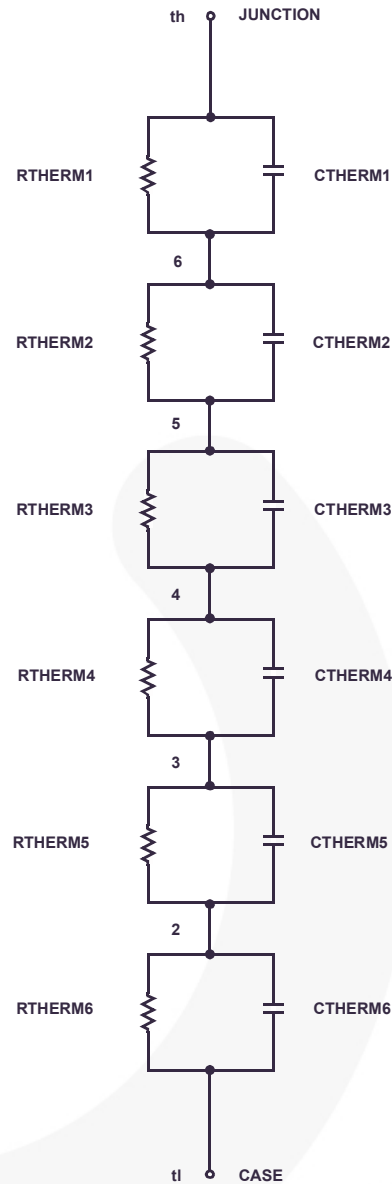 th JUNCTION
RTHERM1 CTHERM1
6
RTHERM2 CTHERM2
5
RTHERM3 CTHERM3
4
RTHERM4 CTHERM4
3
RTHERM5 CTHERM5
2
RTHERM6 CTHERM6
tl CASE